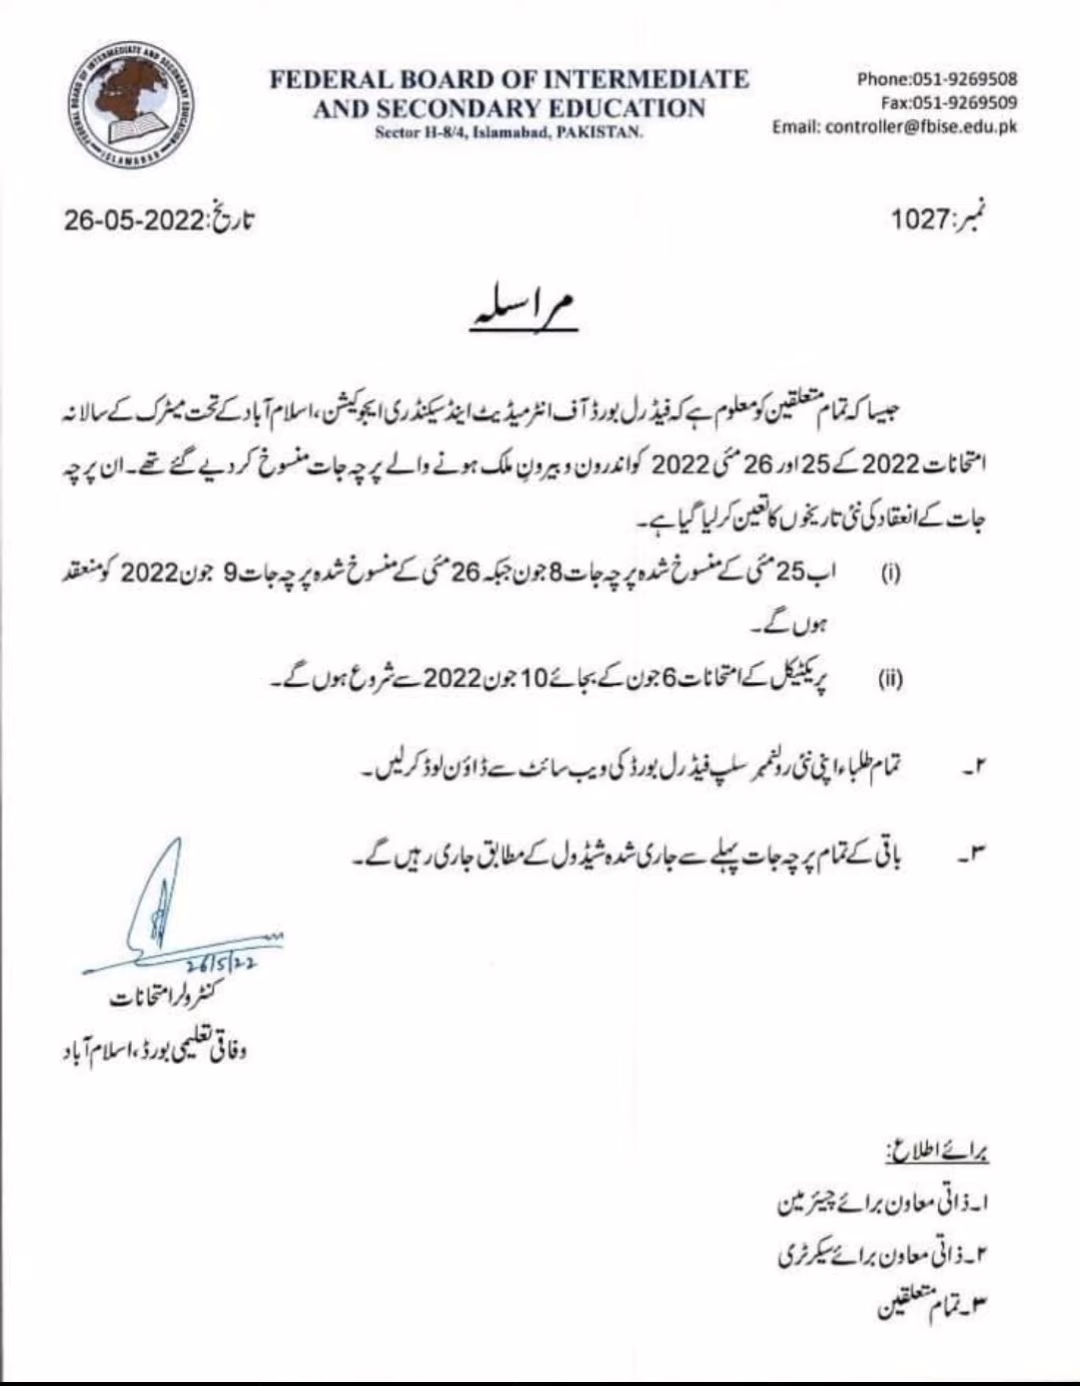 FEDERAL BOARD OF INTERMEDIATE AND SECONDARY EDUCATION
ISLAMABAD
FEDERAL BOARD OF INTERMEDIATE
AND SECONDARY EDUCATION
Sector H-8/4, Islamabad, PAKISTAN.
Phone:051-9269508
Fax:051-9269509
Email: controller@fbise.edu.pk
نمبر:1027
تاریخ:26-05-2022
مراسلہ
جیسا کہ تمام متعلقین کو معلوم ہے کہ فیڈرل بورڈ آف انٹرمیڈیٹ اینڈ سیکنڈری ایجوکیشن ،اسلام آباد کے تحت میٹرک کے سالانہ
امتحانات 2022 کے 25 اور 26 مئی 2022 کو اندرون و بیرونِ ملک ہونے والے پرچہ جات منسوخ کر دیے گئے تھے۔ ان پرچہ
جات کے انعقاد کی نئی تاریخوں کا تعین کر لیا گیا ہے۔
(i) اب 25 مئی کے منسوخ شدہ پرچہ جات 8 جون جبکہ 26 مئی کے منسوخ شدہ پرچہ جات 9 جون 2022 کو منعقد
ہوں گے۔
(ii) پریکٹیکل کے امتحانات 6 جون کے بجائے 10 جون 2022 سے شروع ہوں گے۔
۲۔ تمام طلباء اپنی نئی رولنمبر سلپ فیڈرل بورڈ کی ویب سائٹ سے ڈاؤن لوڈ کر لیں۔
۳۔ باقی کے تمام پرچہ جات پہلے سے جاری شدہ شیڈول کے مطابق جاری رہیں گے۔
26/5/22
کنٹرولر امتحانات
وفاقی تعلیمی بورڈ، اسلام آباد
برائے اطلاع:
۱۔ ذاتی معاون برائے چیئرمین
۲۔ ذاتی معاون برائے سیکرٹری
۳۔ تمام متعلقین